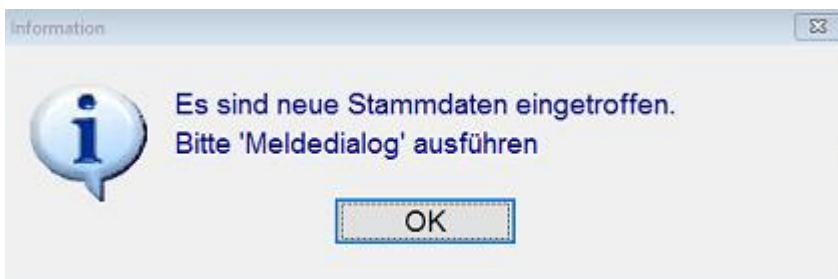 Information
Es sind neue Stammdaten eingetroffen.
Bitte 'Meldedialog' ausführen
OK